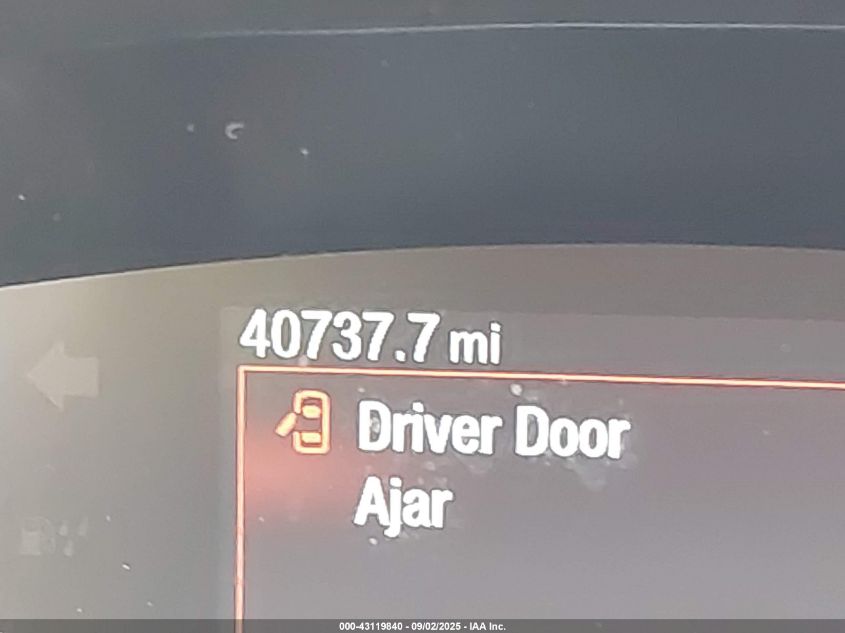 40737.7 mi
Driver Door
Ajar
000-43119840 - 09/02/2025 - IAA Inc.